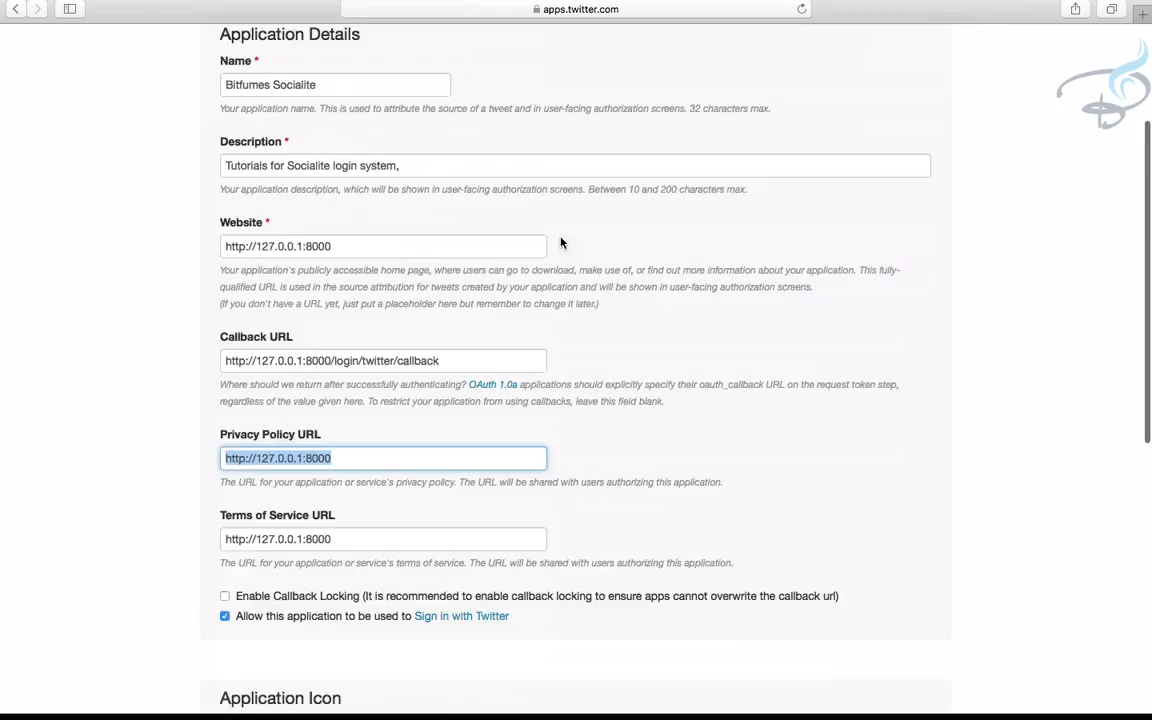 apps.twitter.com
Application Details
Name *
Bitfumes Socialite
Your application name. This is used to attribute the source of a tweet and in user-facing authorization screens. 32 characters max.
Description *
Tutorials for Socialite login system,
Your application description, which will be shown in user-facing authorization screens. Between 10 and 200 characters max.
Website *
http://127.0.0.1:8000
Your application's publicly accessible home page, where users can go to download, make use of, or find out more information about your application. This fully-
qualified URL is used in the source attribution for tweets created by your application and will be shown in user-facing authorization screens.
(If you don't have a URL yet, just put a placeholder here but remember to change it later.)
Callback URL
http://127.0.0.1:8000/login/twitter/callback
Where should we return after successfully authenticating? OAuth 1.0a applications should explicitly specify their oauth_callback URL on the request token step,
regardless of the value given here. To restrict your application from using callbacks, leave this field blank.
Privacy Policy URL
http://127.0.0.1:8000
The URL for your application or service's privacy policy. The URL will be shared with users authorizing this application.
Terms of Service URL
http://127.0.0.1:8000
The URL for your application or service's terms of service. The URL will be shared with users authorizing this application.
Enable Callback Locking (It is recommended to enable callback locking to ensure apps cannot overwrite the callback url)
Allow this application to be used to Sign in with Twitter
Application Icon